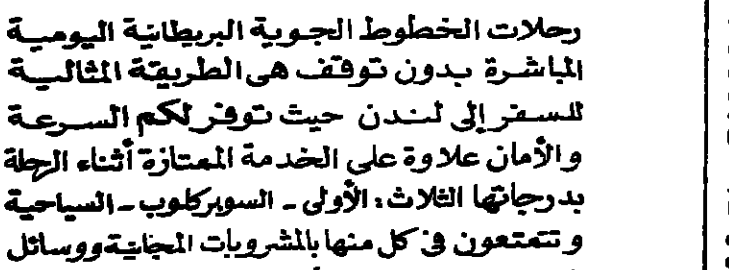 رحلات الخطوط الجوية البريطانية اليومية
المباشرة بدون توقف هى الطريقة المثالية
للسفر إلى لندن حيث توفر لكم السرعة
والأمان علاوة على الخدمة الممتازة أثناء الرحلة
بدرجاتها الثلاث: الأولى - السوبركلوب - السياحية
وتتمتعون في كل منها بالمشروبات المجانية ووسائل